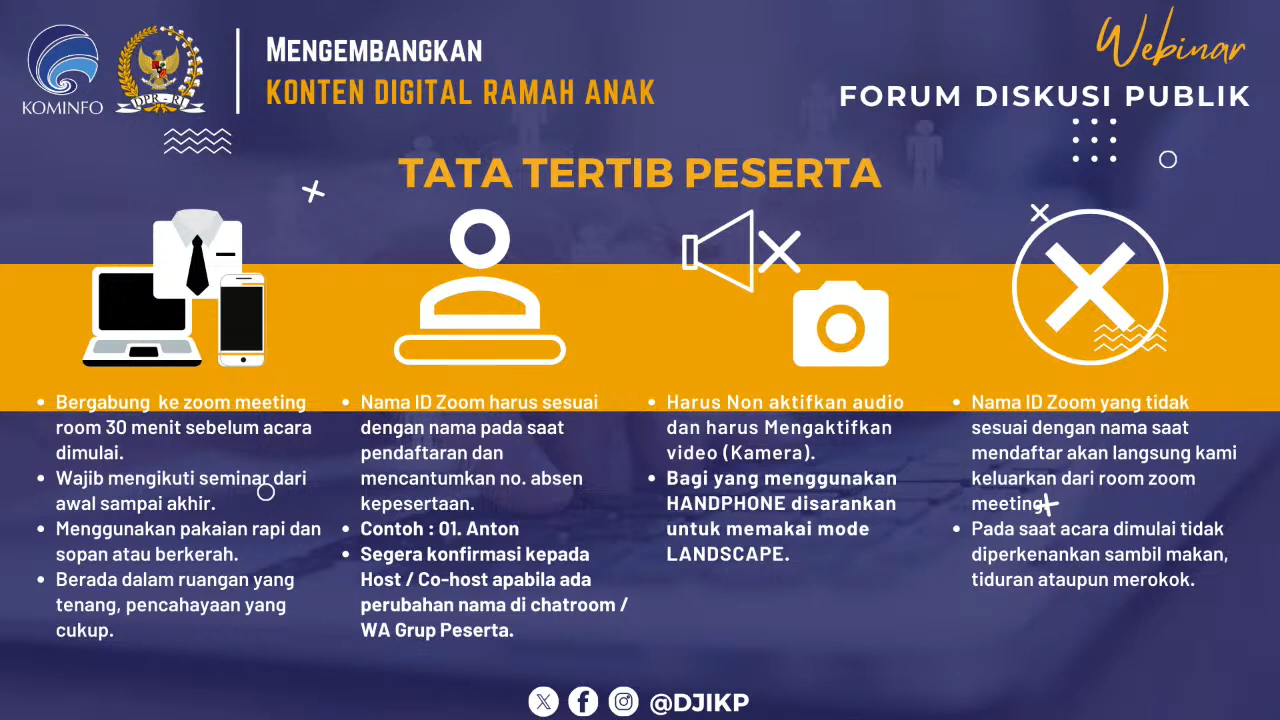 KOMINFO
DPR - RI
MENGEMBANGKAN
KONTEN DIGITAL RAMAH ANAK
Webinar
FORUM DISKUSI PUBLIK
TATA TERTIB PESERTA
• Bergabung ke zoom meeting
room 30 menit sebelum acara
dimulai.
• Wajib mengikuti seminar dari
awal sampai akhir.
• Menggunakan pakaian rapi dan
sopan atau berkerah.
• Berada dalam ruangan yang
tenang, pencahayaan yang
cukup.
• Nama ID Zoom harus sesuai
dengan nama pada saat
pendaftaran dan
mencantumkan no. absen
kepesertaan.
• Contoh : 01. Anton
• Segera konfirmasi kepada
Host / Co-host apabila ada
perubahan nama di chatroom /
WA Grup Peserta.
• Harus Non aktifkan audio
dan harus Mengaktifkan
video (Kamera).
• Bagi yang menggunakan
HANDPHONE disarankan
untuk memakai mode
LANDSCAPE.
• Nama ID Zoom yang tidak
sesuai dengan nama saat
mendaftar akan langsung kami
keluarkan dari room zoom
meeting.
• Pada saat acara dimulai tidak
diperkenankan sambil makan,
tiduran ataupun merokok.
@DJIKP